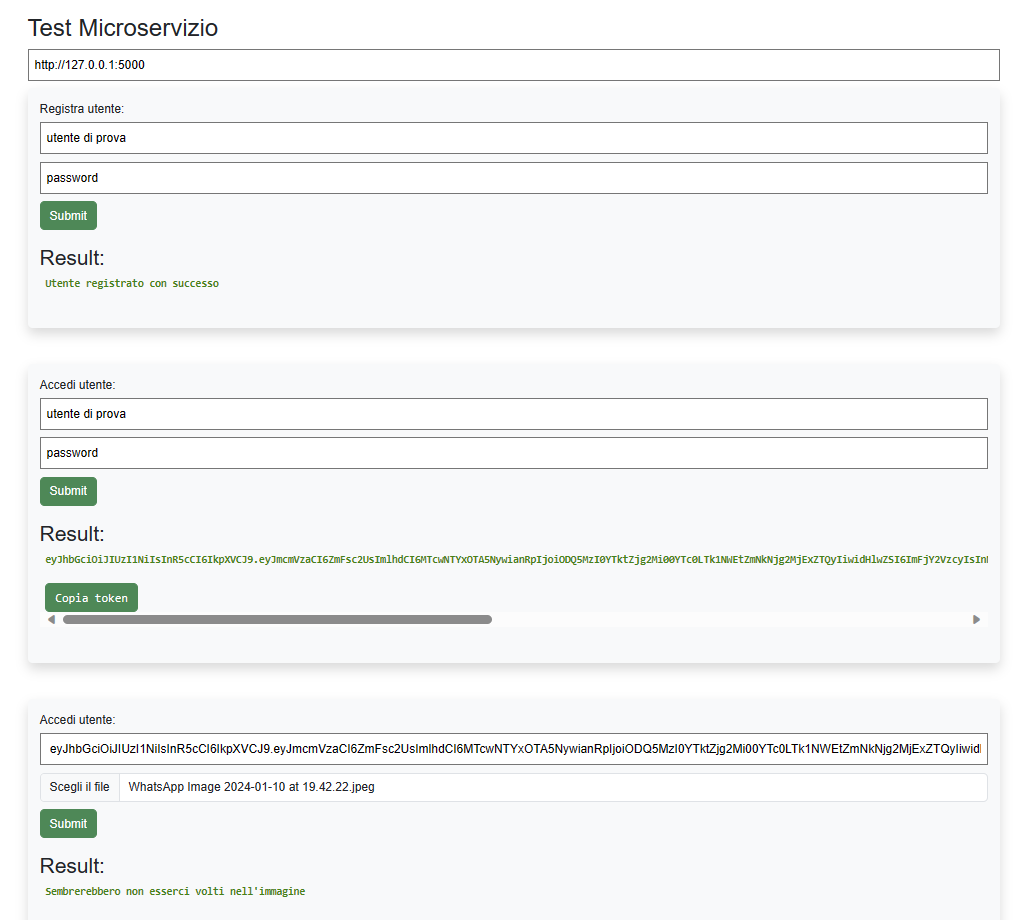 Test Microservizio
http://127.0.0.1:5000
Registra utente:
utente di prova
password
Submit
Result:
Utente registrato con successo
Accedi utente:
utente di prova
password
Submit
Result:
eyJhbGciOiJIUzI1NiIsInR5cCI6IkpXVCJ9.eyJmcmVzaCI6ZmFsc2UsImlhdCI6MTcwNTYxOTA5NywianRpIjoiODQ5MzI0YTktZjg2Mi00YTc0LTk1NWEtZmNkNjg2MjExZTQyIiwidHlwZSI6ImFjY2VzcyIsInN
Copia token
Accedi utente:
eyJhbGciOiJIUzI1NiIsInR5cCI6IkpXVCJ9.eyJmcmVzaCI6ZmFsc2UsImlhdCI6MTcwNTYxOTA5NywianRpIjoiODQ5MzI0YTktZjg2Mi00YTc0LTk1NWEtZmNkNjg2MjExZTQyIiwid
Scegli il file WhatsApp Image 2024-01-10 at 19.42.22.jpeg
Submit
Result:
Sembrerebbero non esserci volti nell'immagine